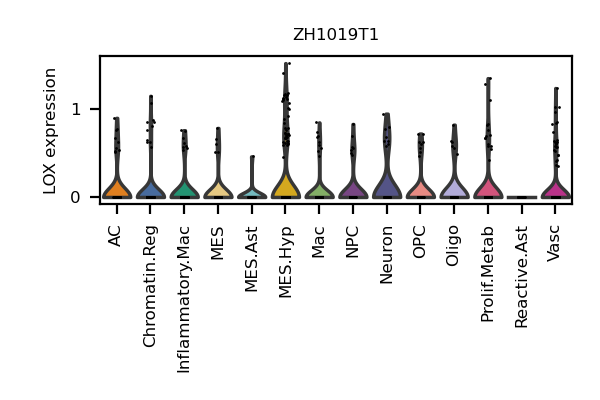 ZH1019T1
LOX expression
1
0
AC
Chromatin.Reg
Inflammatory.Mac
MES
MES.Ast
MES.Hyp
Mac
NPC
Neuron
OPC
Oligo
Prolif.Metab
Reactive.Ast
Vasc